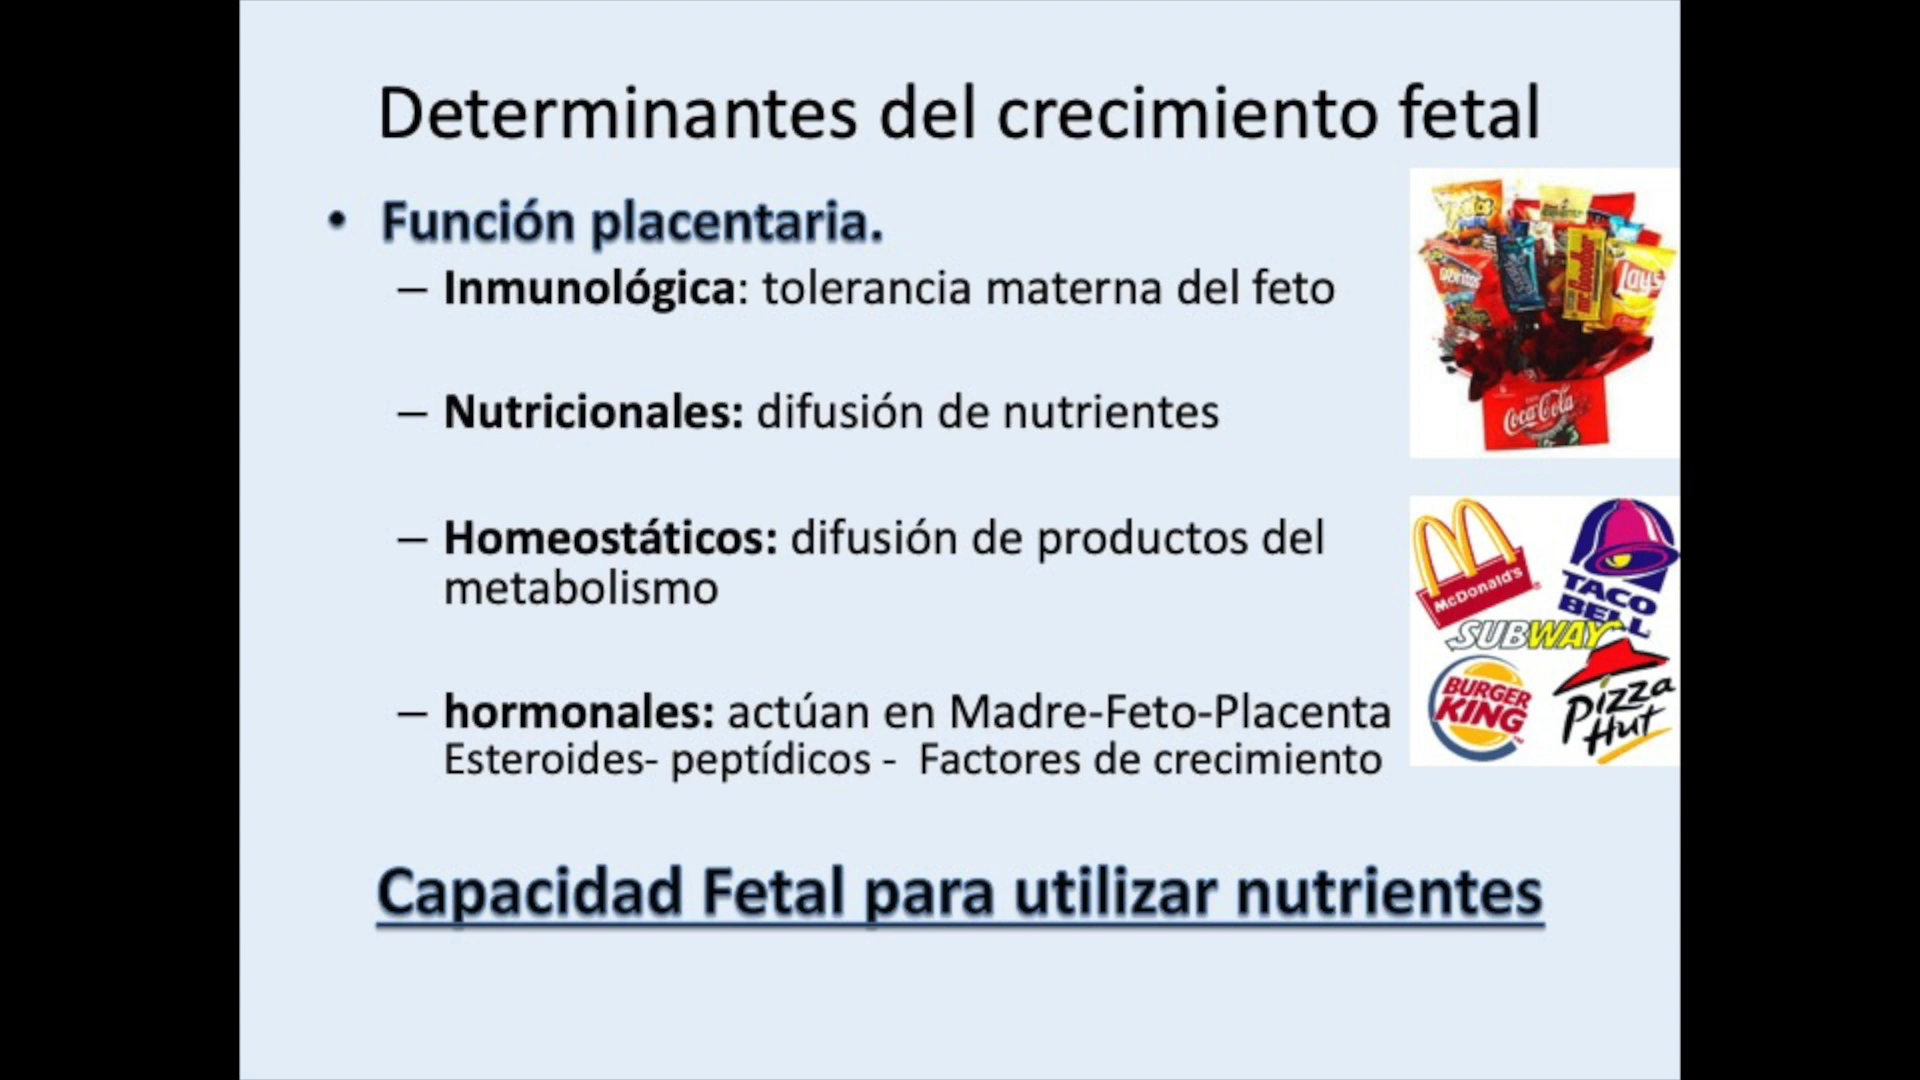 Determinantes del crecimiento fetal
• Función placentaria.
– Inmunológica: tolerancia materna del feto
– Nutricionales: difusión de nutrientes
– Homeostáticos: difusión de productos del
metabolismo
– hormonales: actúan en Madre-Feto-Placenta
Esteroides- peptídicos - Factores de crecimiento
Capacidad Fetal para utilizar nutrientes
Doritos
Lay's
Coca-Cola
McDonald's
TACO
BELL
SUBWAY
BURGER
KING
Pizza
Hut